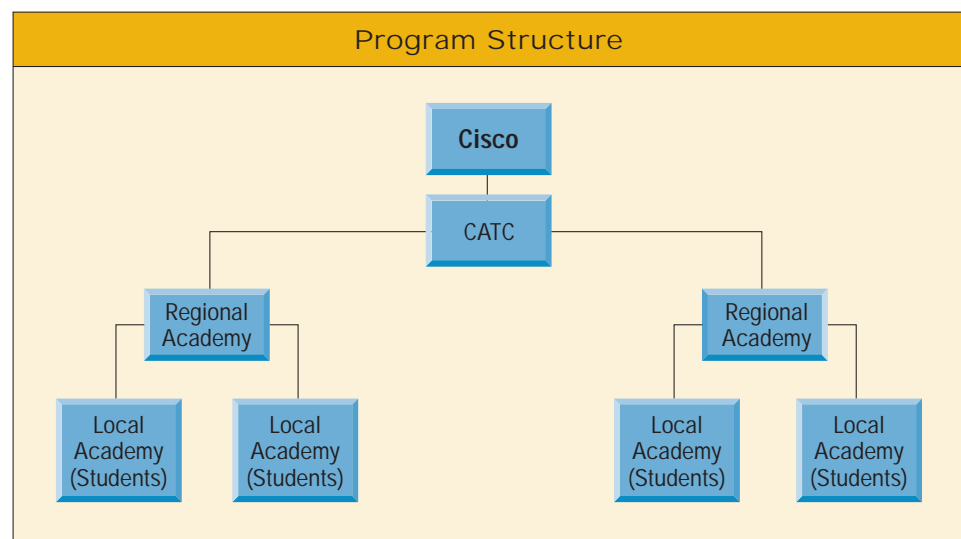 Program Structure
Cisco
CATC
Regional
Academy
Regional
Academy
Local
Academy
(Students)
Local
Academy
(Students)
Local
Academy
(Students)
Local
Academy
(Students)